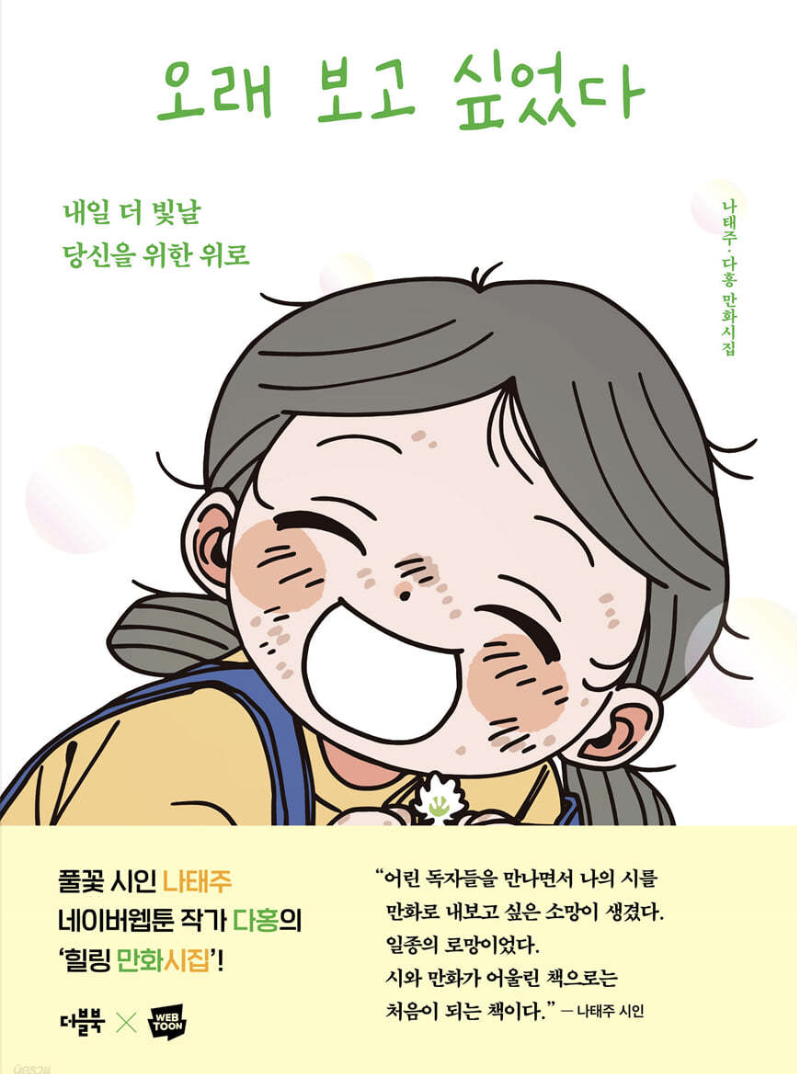 오래 보고 싶었다
내일 더 빛날
당신을 위한 위로
나태주·다홍 만화시집
풀꽃 시인 나태주
네이버웹툰 작가 다홍의
‘힐링 만화시집’!
더블북 × WEB
TOON
“어린 독자들을 만나면서 나의 시를
만화로 내보고 싶은 소망이 생겼다.
일종의 로망이었다.
시와 만화가 어울린 책으로는
처음이 되는 책이다.” – 나태주 시인